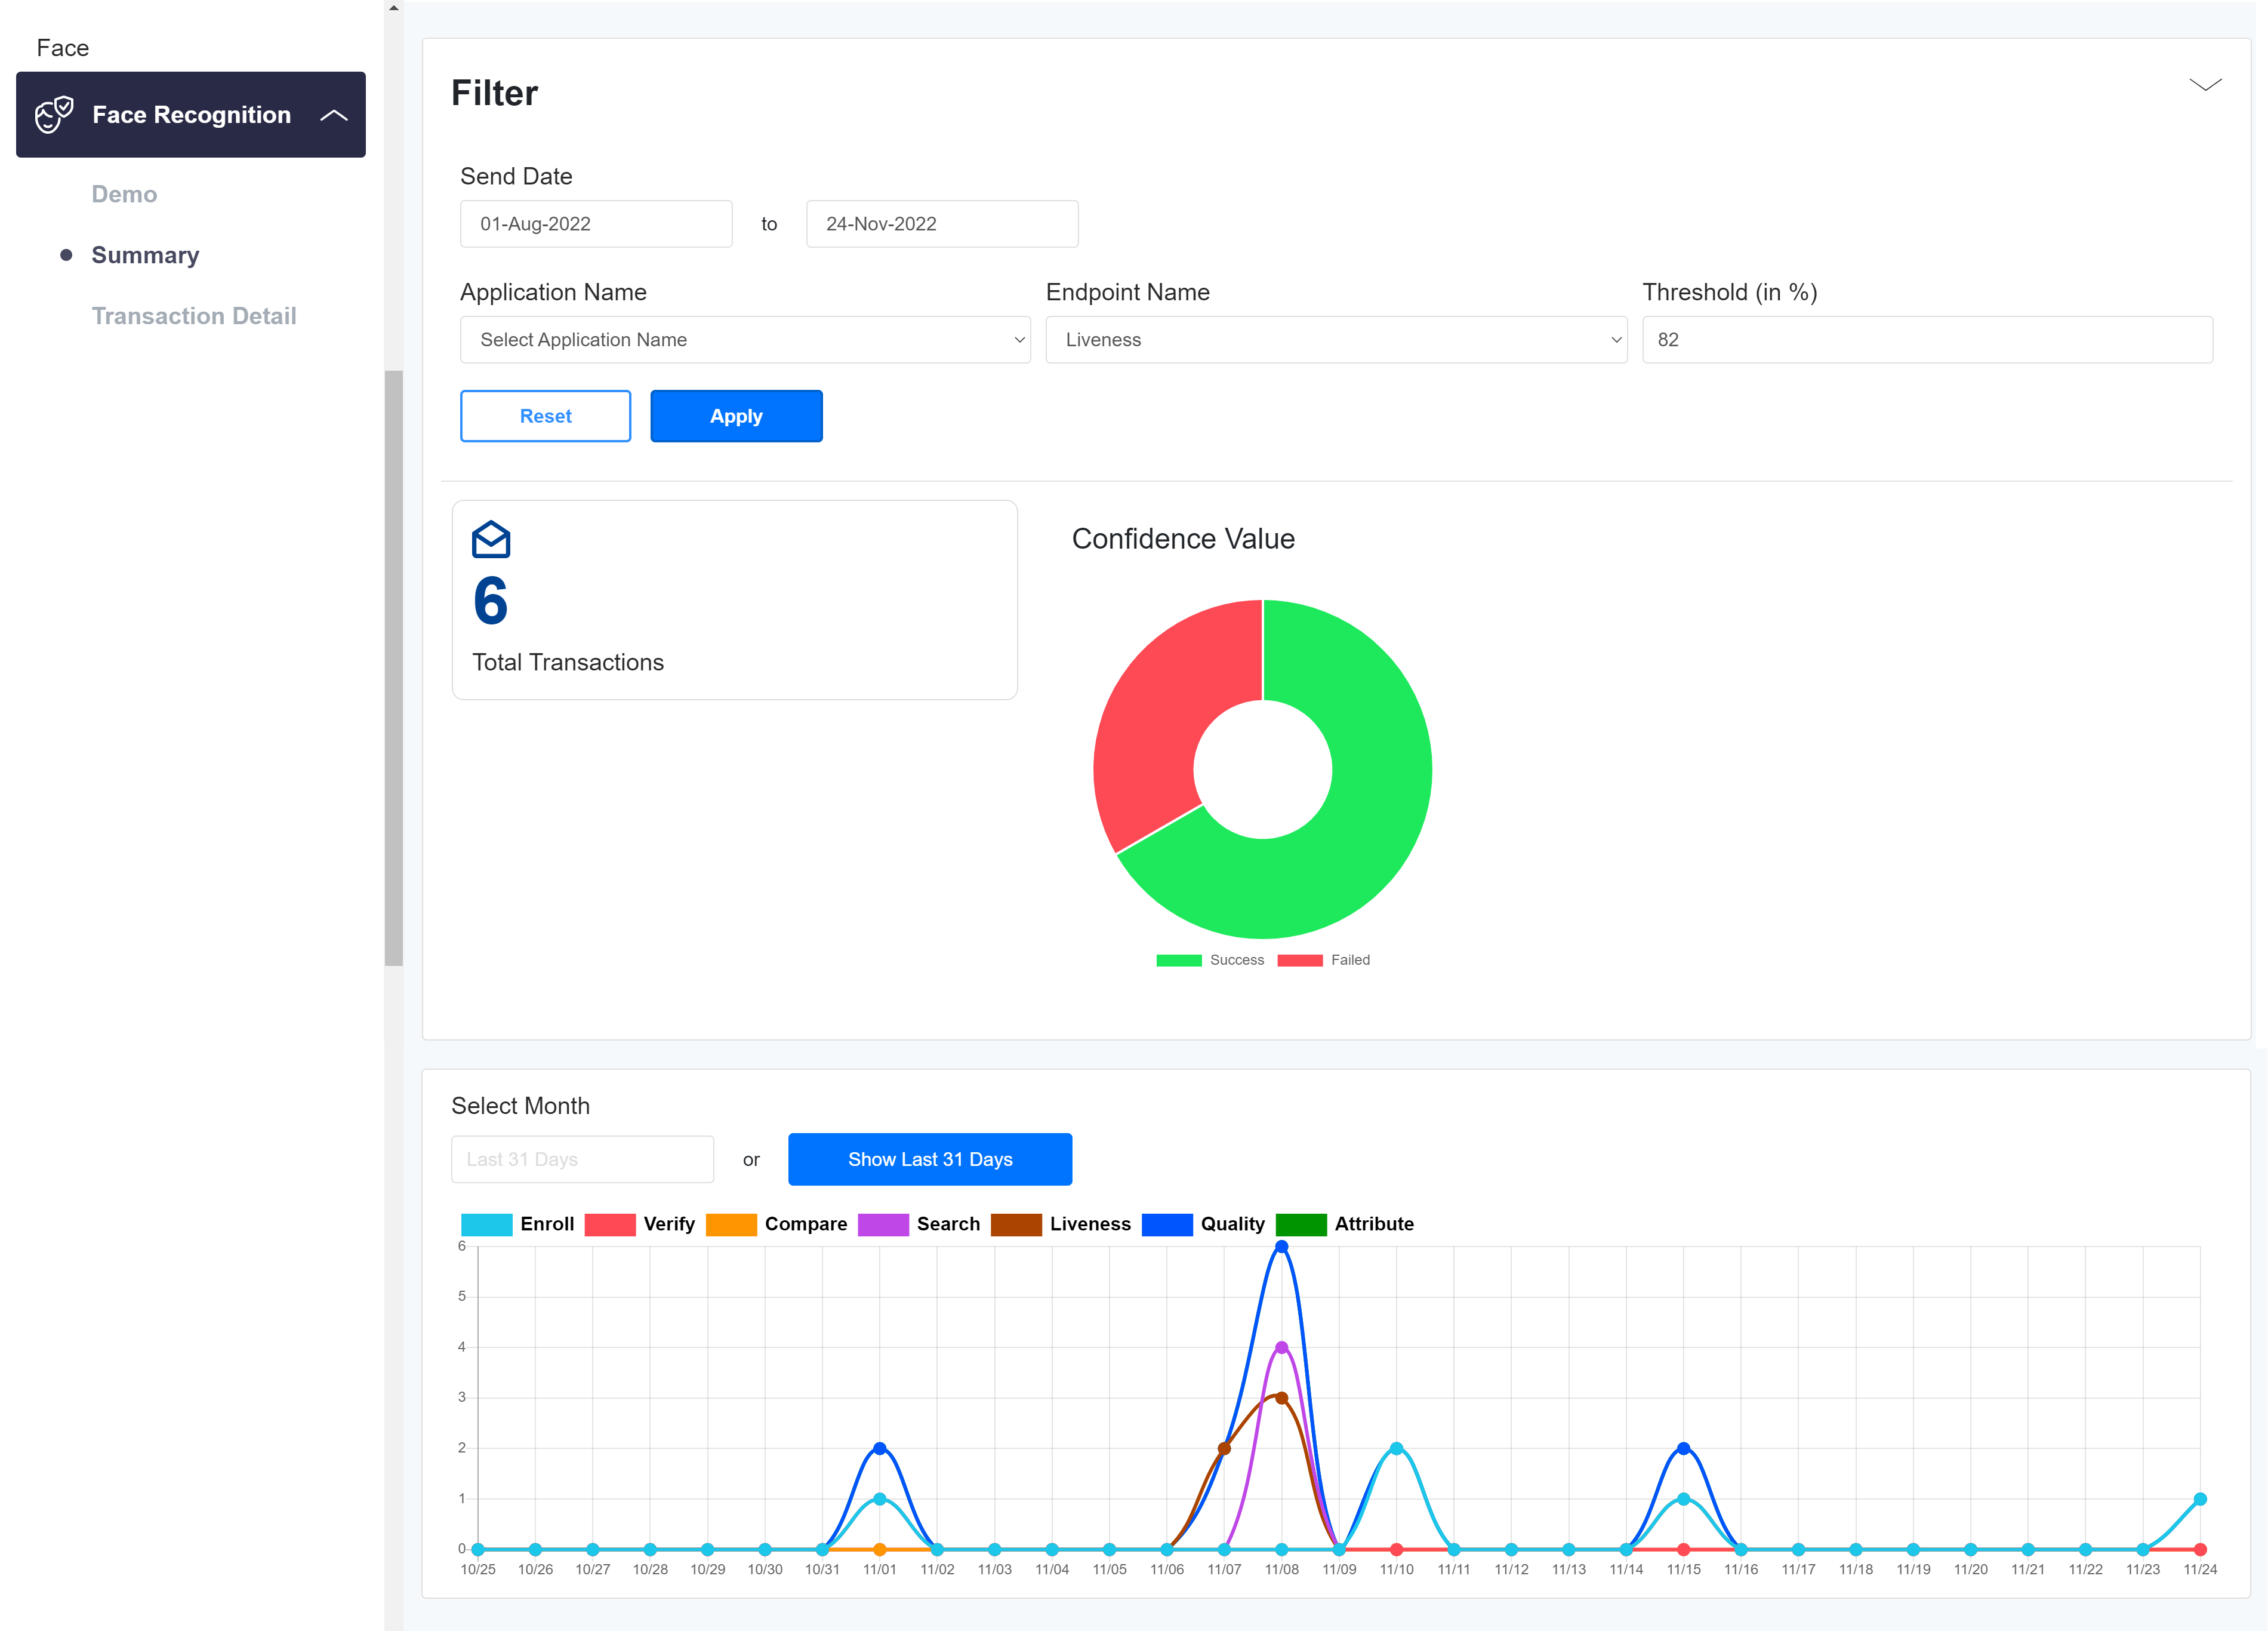 Face
Face Recognition
Demo
Summary
Transaction Detail
Filter
Send Date
01-Aug-2022 to 24-Nov-2022
Application Name Endpoint Name Threshold (in %)
Select Application Name Liveness 82
Reset Apply
6
Total Transactions
Confidence Value
Success Failed
Select Month
Last 31 Days or Show Last 31 Days
Enroll Verify Compare Search Liveness Quality Attribute
6
5
4
3
2
1
0
10/25 10/26 10/27 10/28 10/29 10/30 10/31 11/01 11/02 11/03 11/04 11/05 11/06 11/07 11/08 11/09 11/10 11/11 11/12 11/13 11/14 11/15 11/16 11/17 11/18 11/19 11/20 11/21 11/22 11/23 11/24